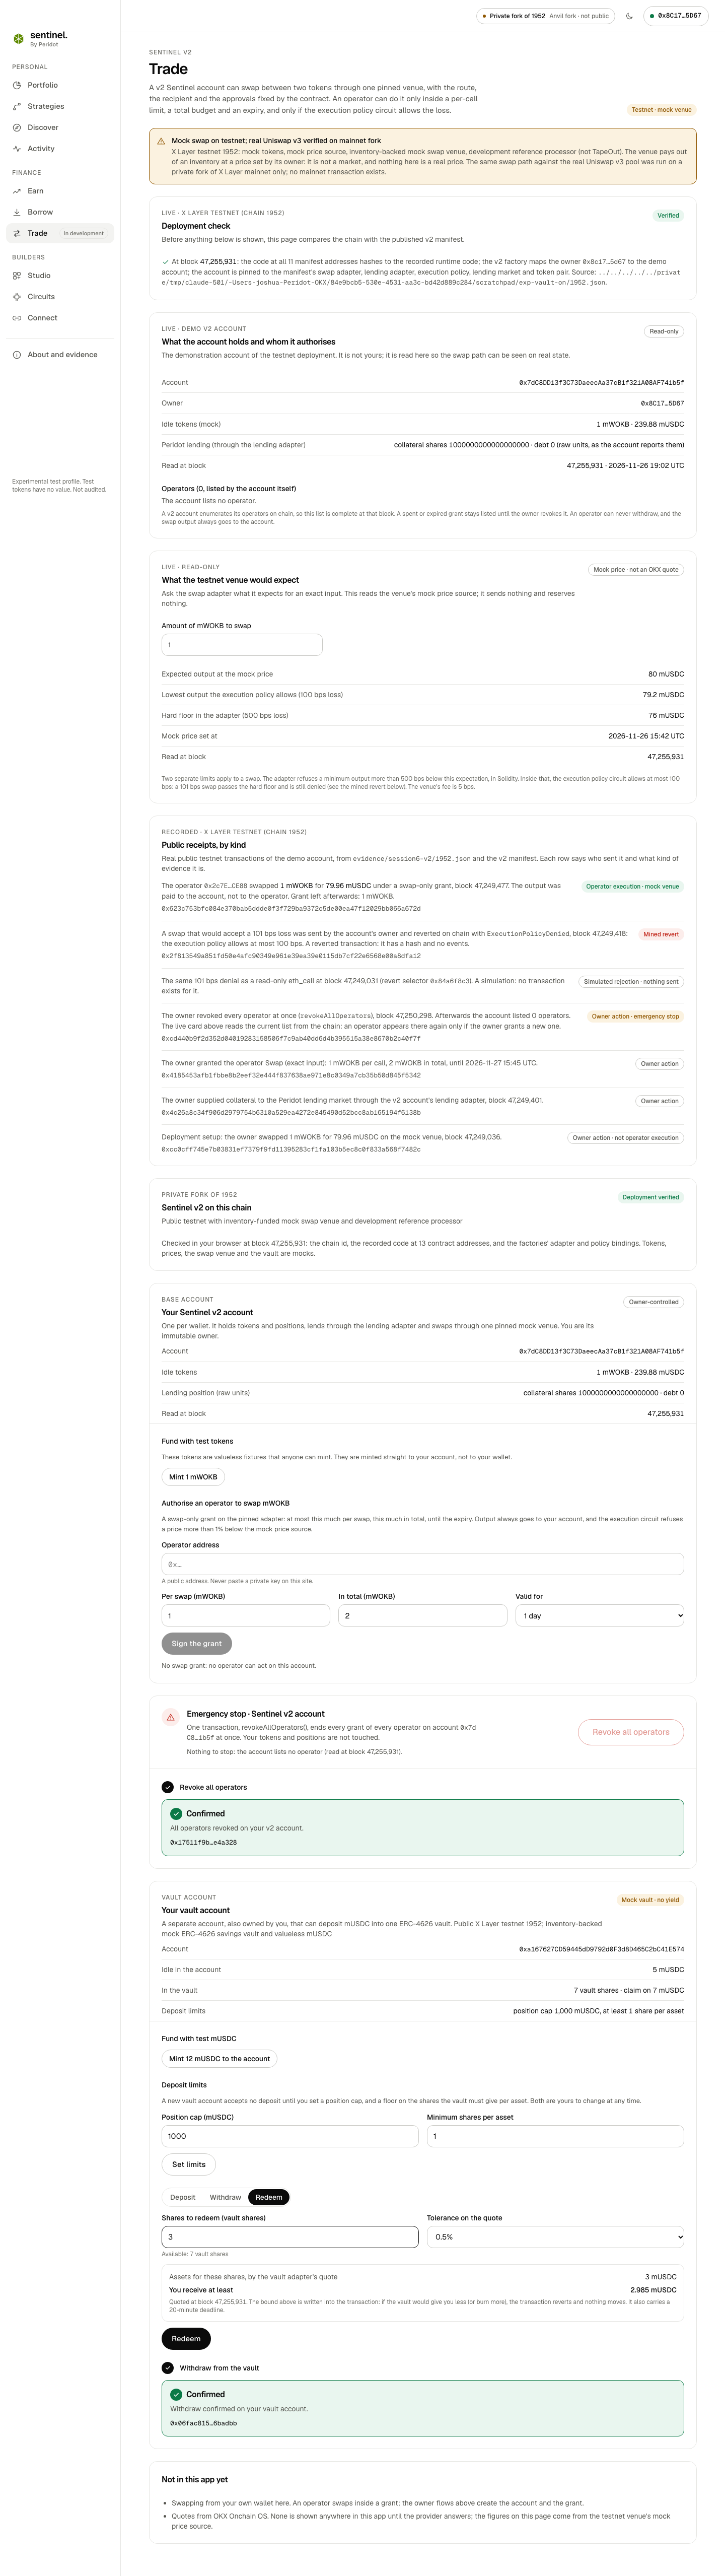 sentinel.
By Peridot
PERSONAL
Portfolio
Strategies
Discover
Activity
FINANCE
Earn
Borrow
Trade In development
BUILDERS
Studio
Circuits
Connect
About and evidence
Experimental test profile. Test
tokens have no value. Not audited.
Private fork of 1952 Anvil fork · not public
0x8C17…5D67
SENTINEL V2
Trade
A v2 Sentinel account can swap between two tokens through one pinned venue, with the route,
the recipient and the approvals fixed by the contract. An operator can do it only inside a per-call
limit, a total budget and an expiry, and only if the execution policy circuit allows the loss.
Testnet · mock venue
Mock swap on testnet; real Uniswap v3 verified on mainnet fork
X Layer testnet 1952: mock tokens, mock price source, inventory-backed mock swap venue, development reference processor (not TapeOut). The venue pays out
of an inventory at a price set by its owner: it is not a market, and nothing here is a real price. The same swap path against the real Uniswap v3 pool was run on a
private fork of X Layer mainnet only; no mainnet transaction exists.
LIVE · X LAYER TESTNET (CHAIN 1952)
Verified
Deployment check
Before anything below is shown, this page compares the chain with the published v2 manifest.
At block 47,255,931: the code at all 11 manifest addresses hashes to the recorded runtime code; the v2 factory maps the owner 0x8c17…5d67 to the demo
account; the account is pinned to the manifest's swap adapter, lending adapter, execution policy, lending market and token pair. Source: ../../../../../privat
e/tmp/claude-501/-Users-joshua-Peridot-OKX/84e9bcb5-530e-4531-aa3c-bd42d889c284/scratchpad/exp-vault-on/1952.json.
LIVE · DEMO V2 ACCOUNT
Read-only
What the account holds and whom it authorises
The demonstration account of the testnet deployment. It is not yours; it is read here so the swap path can be seen on real state.
Account 0x7dC8DD13f3C73DaeecAa37cB1f321A08AF741b5f
Owner 0x8C17…5D67
Idle tokens (mock) 1 mWOKB · 239.88 mUSDC
Peridot lending (through the lending adapter) collateral shares 1000000000000000000 · debt 0 (raw units, as the account reports them)
Read at block 47,255,931 · 2026-11-26 19:02 UTC
Operators (0, listed by the account itself)
The account lists no operator.
A v2 account enumerates its operators on chain, so this list is complete at that block. A spent or expired grant stays listed until the owner revokes it. An operator can never withdraw, and the
swap output always goes to the account.
LIVE · READ-ONLY
Mock price · not an OKX quote
What the testnet venue would expect
Ask the swap adapter what it expects for an exact input. This reads the venue's mock price source; it sends nothing and reserves
nothing.
Amount of mWOKB to swap
1
Expected output at the mock price 80 mUSDC
Lowest output the execution policy allows (100 bps loss) 79.2 mUSDC
Hard floor in the adapter (500 bps loss) 76 mUSDC
Mock price set at 2026-11-26 15:42 UTC
Read at block 47,255,931
Two separate limits apply to a swap. The adapter refuses a minimum output more than 500 bps below this expectation, in Solidity. Inside that, the execution policy circuit allows at most 100
bps: a 101 bps swap passes the hard floor and is still denied (see the mined revert below). The venue's fee is 5 bps.
RECORDED · X LAYER TESTNET (CHAIN 1952)
Public receipts, by kind
Real public testnet transactions of the demo account, from evidence/session6-v2/1952.json and the v2 manifest. Each row says who sent it and what kind of
evidence it is.
The operator 0x2c7E…CE88 swapped 1 mWOKB for 79.96 mUSDC under a swap-only grant, block 47,249,477. The output was
paid to the account, not to the operator. Grant left afterwards: 1 mWOKB.
Operator execution · mock venue
0x623c753bfc084e370bab5ddde0f3f729ba9372c5de00ea47f12029bb066a672d
A swap that would accept a 101 bps loss was sent by the account's owner and reverted on chain with ExecutionPolicyDenied, block 47,249,418:
the execution policy allows at most 100 bps. A reverted transaction: it has a hash and no events.
Mined revert
0x2f813549a851fd50e4afc90349e961e39ea39e0115db7cf22e6568e00a8dfa12
The same 101 bps denial as a read-only eth_call at block 47,249,031 (revert selector 0x84a6f8c3). A simulation: no transaction
exists for it.
Simulated rejection · nothing sent
The owner revoked every operator at once (revokeAllOperators), block 47,250,298. Afterwards the account listed 0 operators.
The live card above reads the current list from the chain: an operator appears there again only if the owner grants a new one.
Owner action · emergency stop
0xcd440b9f2d352d04019283158506f7c9ab40dd6d4b395515a38e8670b2c40f7f
The owner granted the operator Swap (exact input): 1 mWOKB per call, 2 mWOKB in total, until 2026-11-27 15:45 UTC.
Owner action
0x4185453afb1fbbe8b2eef32e444f837638ae971e8c0349a7cb35b50d845f5342
The owner supplied collateral to the Peridot lending market through the v2 account's lending adapter, block 47,249,401.
Owner action
0x4c26a8c34f906d2979754b6310a529ea4272e845490d52bcc8ab165194f6138b
Deployment setup: the owner swapped 1 mWOKB for 79.96 mUSDC on the mock venue, block 47,249,036.
Owner action · not operator execution
0xcc0cff745e7b03831ef7379f9fd11395283cf1fa103b5ec8c0f833a568f7482c
PRIVATE FORK OF 1952
Deployment verified
Sentinel v2 on this chain
Public testnet with inventory-funded mock swap venue and development reference processor
Checked in your browser at block 47,255,931: the chain id, the recorded code at 13 contract addresses, and the factories' adapter and policy bindings. Tokens,
prices, the swap venue and the vault are mocks.
BASE ACCOUNT
Owner-controlled
Your Sentinel v2 account
One per wallet. It holds tokens and positions, lends through the lending adapter and swaps through one pinned mock venue. You are its
immutable owner.
Account 0x7dC8DD13f3C73DaeecAa37cB1f321A08AF741b5f
Idle tokens 1 mWOKB · 239.88 mUSDC
Lending position (raw units) collateral shares 1000000000000000000 · debt 0
Read at block 47,255,931
Fund with test tokens
These tokens are valueless fixtures that anyone can mint. They are minted straight to your account, not to your wallet.
Mint 1 mWOKB
Authorise an operator to swap mWOKB
A swap-only grant on the pinned adapter: at most this much per swap, this much in total, until the expiry. Output always goes to your account, and the execution circuit refuses
a price more than 1% below the mock price source.
Operator address
0x…
A public address. Never paste a private key on this site.
Per swap (mWOKB) In total (mWOKB) Valid for
1 2 1 day
Sign the grant
No swap grant: no operator can act on this account.
Emergency stop · Sentinel v2 account
One transaction, revokeAllOperators(), ends every grant of every operator on account 0x7d
C8…1b5f at once. Your tokens and positions are not touched.
Nothing to stop: the account lists no operator (read at block 47,255,931).
Revoke all operators
Revoke all operators
Confirmed
All operators revoked on your v2 account.
0x17511f9b…e4a328
VAULT ACCOUNT
Mock vault · no yield
Your vault account
A separate account, also owned by you, that can deposit mUSDC into one ERC-4626 vault. Public X Layer testnet 1952; inventory-backed
mock ERC-4626 savings vault and valueless mUSDC
Account 0xa167627CD59445dD9792d0F3d8D465C2bC41E574
Idle in the account 5 mUSDC
In the vault 7 vault shares · claim on 7 mUSDC
Deposit limits position cap 1,000 mUSDC, at least 1 share per asset
Fund with test mUSDC
Mint 12 mUSDC to the account
Deposit limits
A new vault account accepts no deposit until you set a position cap, and a floor on the shares the vault must give per asset. Both are yours to change at any time.
Position cap (mUSDC) Minimum shares per asset
1000 1
Set limits
Deposit Withdraw Redeem
Shares to redeem (vault shares) Tolerance on the quote
3 0.5%
Available: 7 vault shares
Assets for these shares, by the vault adapter's quote 3 mUSDC
You receive at least 2.985 mUSDC
Quoted at block 47,255,931. The bound above is written into the transaction: if the vault would give you less (or burn more), the transaction reverts and nothing moves. It also carries a
20-minute deadline.
Redeem
Withdraw from the vault
Confirmed
Withdraw confirmed on your vault account.
0x06fac815…6badbb
Not in this app yet
Swapping from your own wallet here. An operator swaps inside a grant; the owner flows above create the account and the grant.
Quotes from OKX Onchain OS. None is shown anywhere in this app until the provider answers; the figures on this page come from the testnet venue's mock
price source.